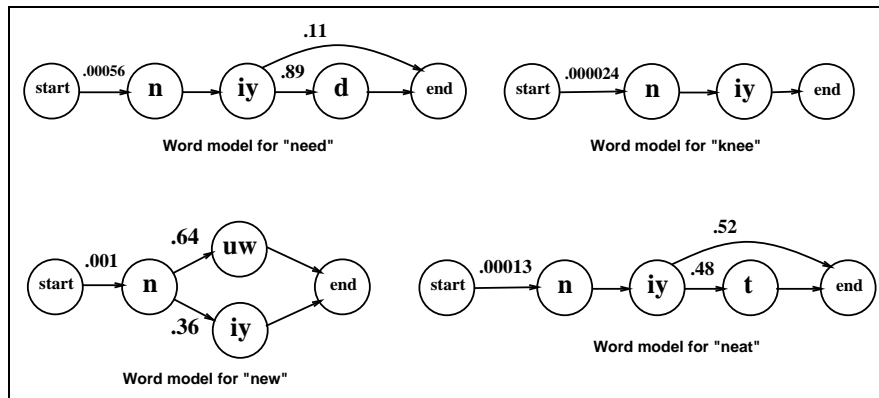 .11
.00056
.89
start n iy d end
Word model for "need"
.000024
start n iy end
Word model for "knee"
.64
uw
.001
start n end
.36
iy
Word model for "new"
.52
.00013
.48
start n iy t end
Word model for "neat"